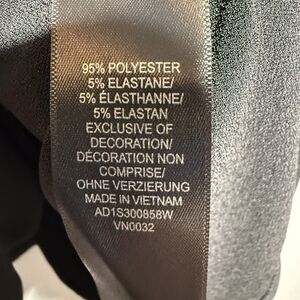 95% POLYESTER
5% ELASTANE/
5% ÉLASTHANNE/
5% ELASTAN
EXCLUSIVE OF
DECORATION/
DÉCORATION NON
COMPRISE/
OHNE VERZIERUNG
MADE IN VIETNAM
AD1S300858W
VN0032